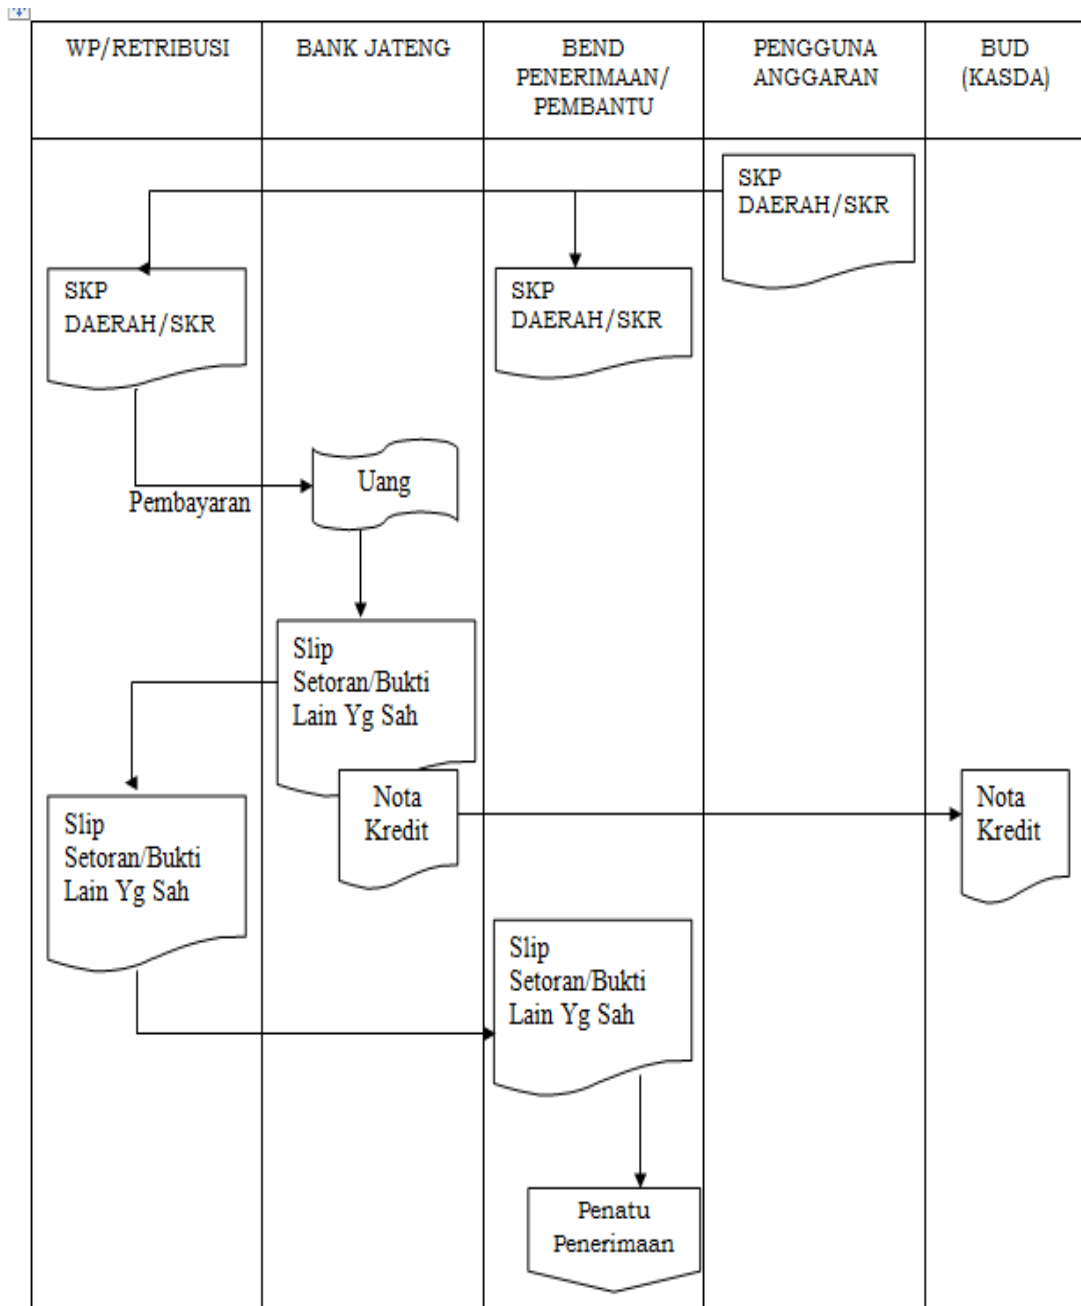 WP/RETRIBUSI
BANK JATENG
BEND
PENERIMAAN/
PEMBANTU
PENGGUNA
ANGGARAN
BUD
(KASDA)
SKP
DAERAH/SKR
SKP
DAERAH/SKR
SKP
DAERAH/SKR
Uang
Pembayaran
Slip
Setoran/Bukti
Lain Yg Sah
Nota
Kredit
Nota
Kredit
Slip
Setoran/Bukti
Lain Yg Sah
Slip
Setoran/Bukti
Lain Yg Sah
Penatu
Penerimaan